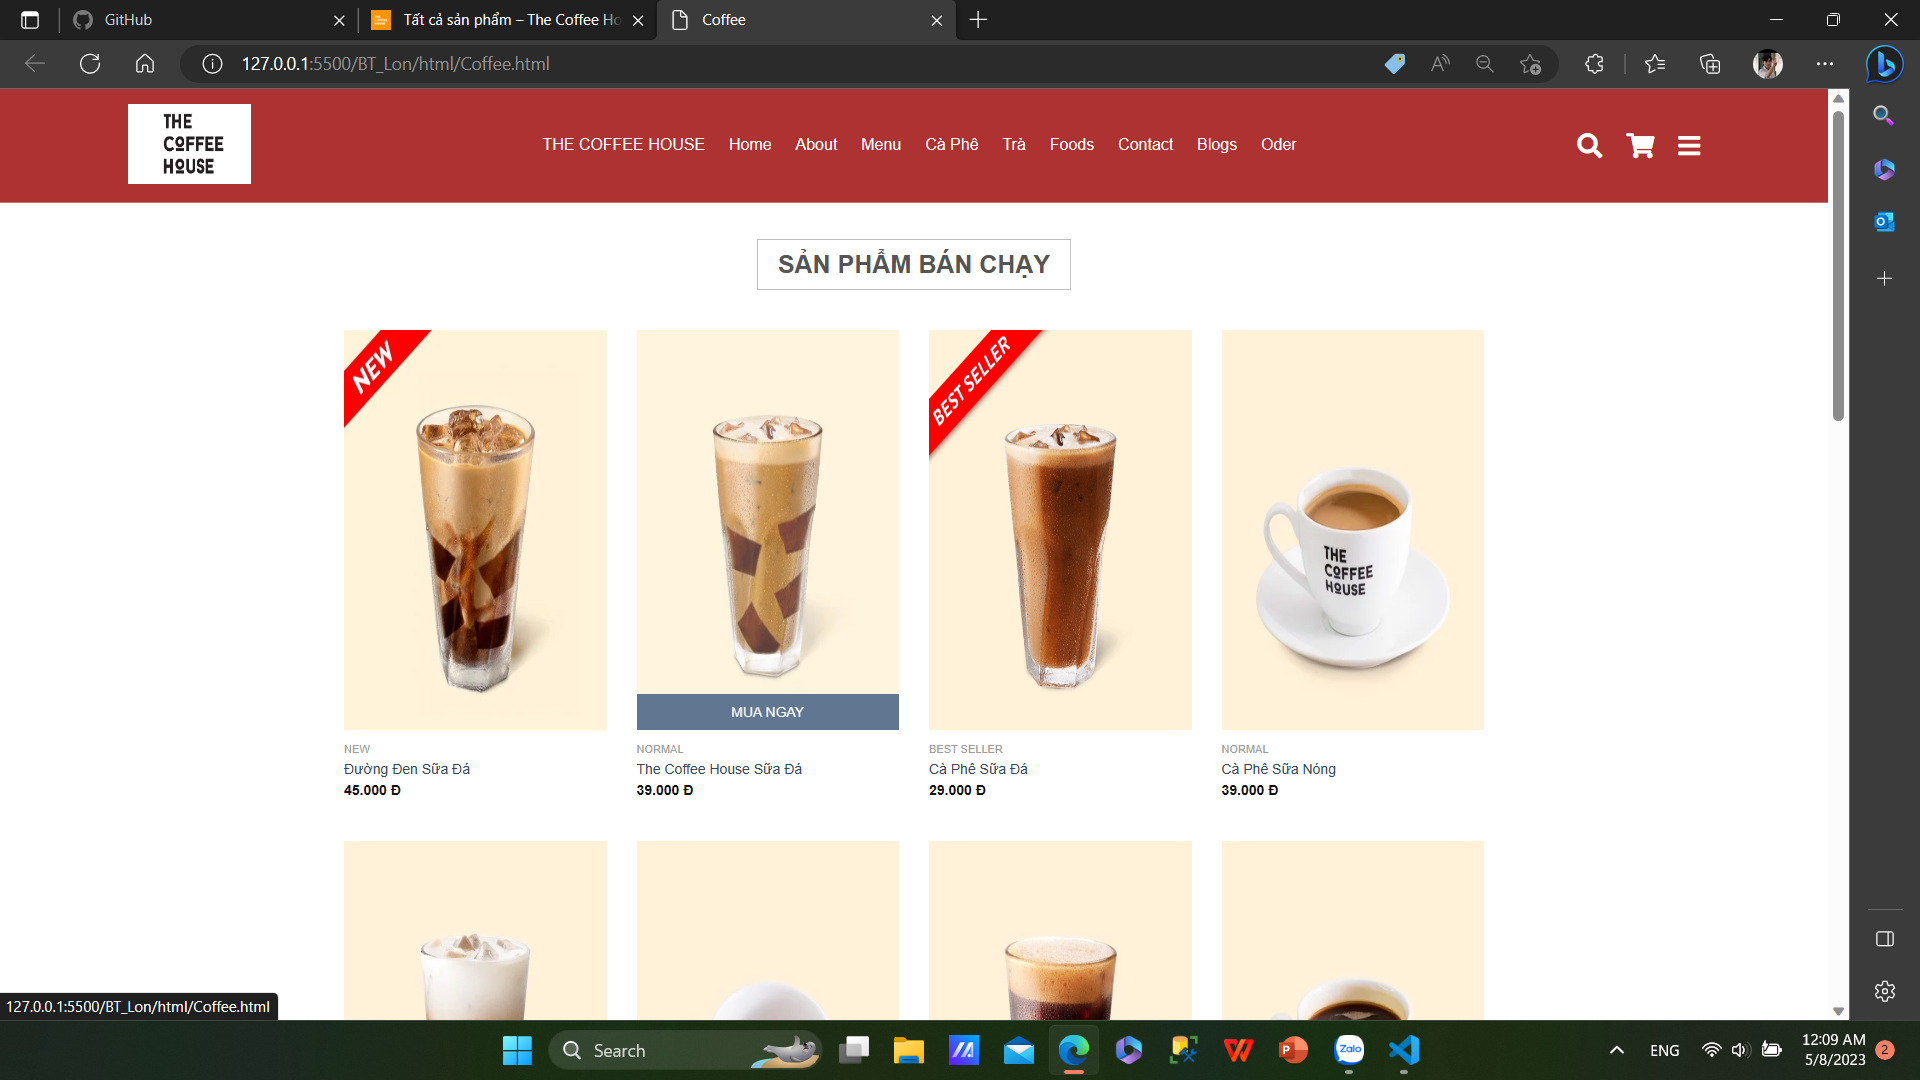 GitHub
Tất cả sản phẩm – The Coffee Ho
Coffee
127.0.0.1:5500/BT_Lon/html/Coffee.html
THE
COFFEE
HOUSE
THE COFFEE HOUSE Home About Menu Cà Phê Trà Foods Contact Blogs Oder
SẢN PHẨM BÁN CHẠY
NEW
BEST SELLER
THE
COFFEE
HOUSE
MUA NGAY
NEW
Đường Đen Sữa Đá
45.000 Đ
NORMAL
The Coffee House Sữa Đá
39.000 Đ
BEST SELLER
Cà Phê Sữa Đá
29.000 Đ
NORMAL
Cà Phê Sữa Nóng
39.000 Đ
127.0.0.1:5500/BT_Lon/html/Coffee.html
Search
Zalo
ENG
12:09 AM
5/8/2023
2